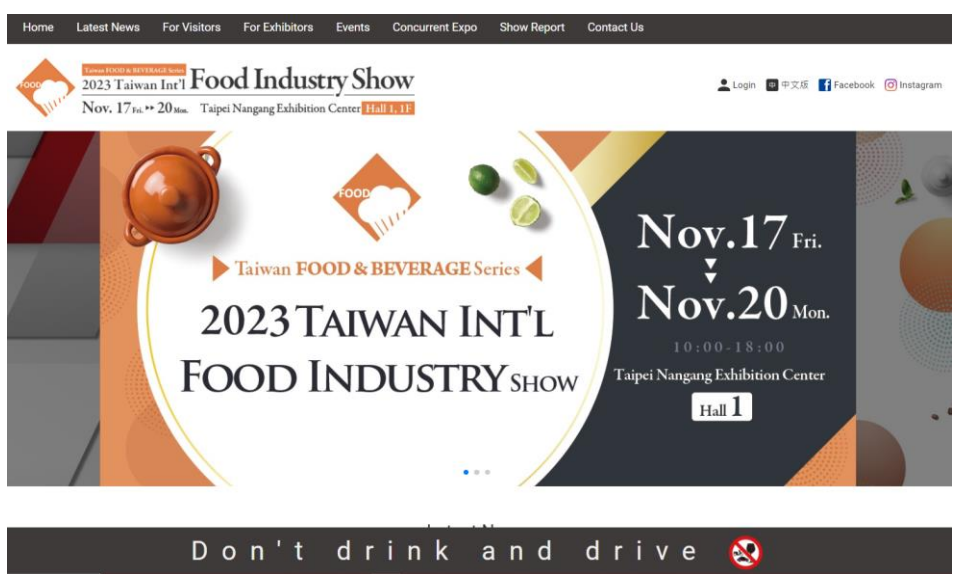 Home Latest News For Visitors For Exhibitors Events Concurrent Expo Show Report Contact Us
FOOD
Taiwan FOOD & BEVERAGE Series
2023 Taiwan Int'l Food Industry Show
Nov. 17 Fri. 20 Mon. Taipei Nangang Exhibition Center Hall 1, 1F
Login 中 中文版 Facebook Instagram
FOOD
Taiwan FOOD & BEVERAGE Series
2023 TAIWAN INT'L
FOOD INDUSTRY SHOW
Nov.17 Fri.
Nov.20 Mon.
10:00-18:00
Taipei Nangang Exhibition Center
Hall 1
Don't drink and drive